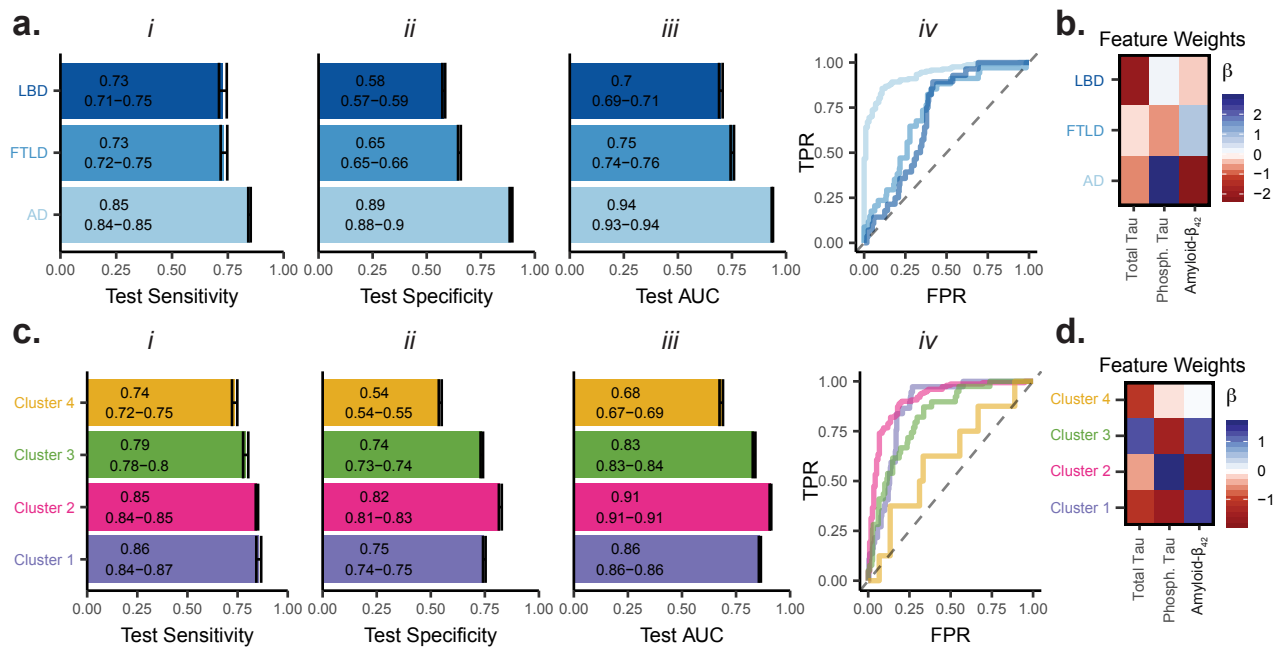 a.
i
ii
iii
iv
b.
LBD
FTLD
AD
0.73
0.71−0.75
0.73
0.72−0.75
0.85
0.84−0.85
0.00
0.25
0.50
0.75
1.00
Test Sensitivity
0.58
0.57−0.59
0.65
0.65−0.66
0.89
0.88−0.9
0.00
0.25
0.50
0.75
1.00
Test Specificity
0.7
0.69−0.71
0.75
0.74−0.76
0.94
0.93−0.94
0.00
0.25
0.50
0.75
1.00
Test AUC
TPR
1.00
0.75
0.50
0.25
0.00
0.00
0.25
0.50
0.75
1.00
FPR
Feature Weights
LBD
FTLD
AD
Total Tau
Phosph. Tau
Amyloid-β42
β
2
1
0
−1
−2
c.
i
ii
iii
iv
d.
Cluster 4
Cluster 3
Cluster 2
Cluster 1
0.74
0.72−0.75
0.79
0.78−0.8
0.85
0.84−0.85
0.86
0.84−0.87
0.00
0.25
0.50
0.75
1.00
Test Sensitivity
0.54
0.54−0.55
0.74
0.73−0.74
0.82
0.81−0.83
0.75
0.74−0.75
0.00
0.25
0.50
0.75
1.00
Test Specificity
0.68
0.67−0.69
0.83
0.83−0.84
0.91
0.91−0.91
0.86
0.86−0.86
0.00
0.25
0.50
0.75
1.00
Test AUC
TPR
1.00
0.75
0.50
0.25
0.00
0.00
0.25
0.50
0.75
1.00
FPR
Feature Weights
Cluster 4
Cluster 3
Cluster 2
Cluster 1
Total Tau
Phosph. Tau
Amyloid-β42
β
1
0
−1